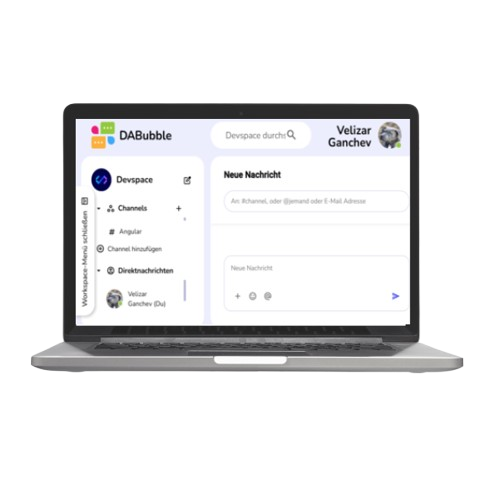 DABubble
Devspace durchs
Velizar
Ganchev
Workspace-Menü schließen
Devspace
Channels
Angular
Channel hinzufügen
Direktnachrichten
Velizar
Ganchev (Du)
Neue Nachricht
An: #channel, oder @jemand oder E-Mail Adresse
Neue Nachricht